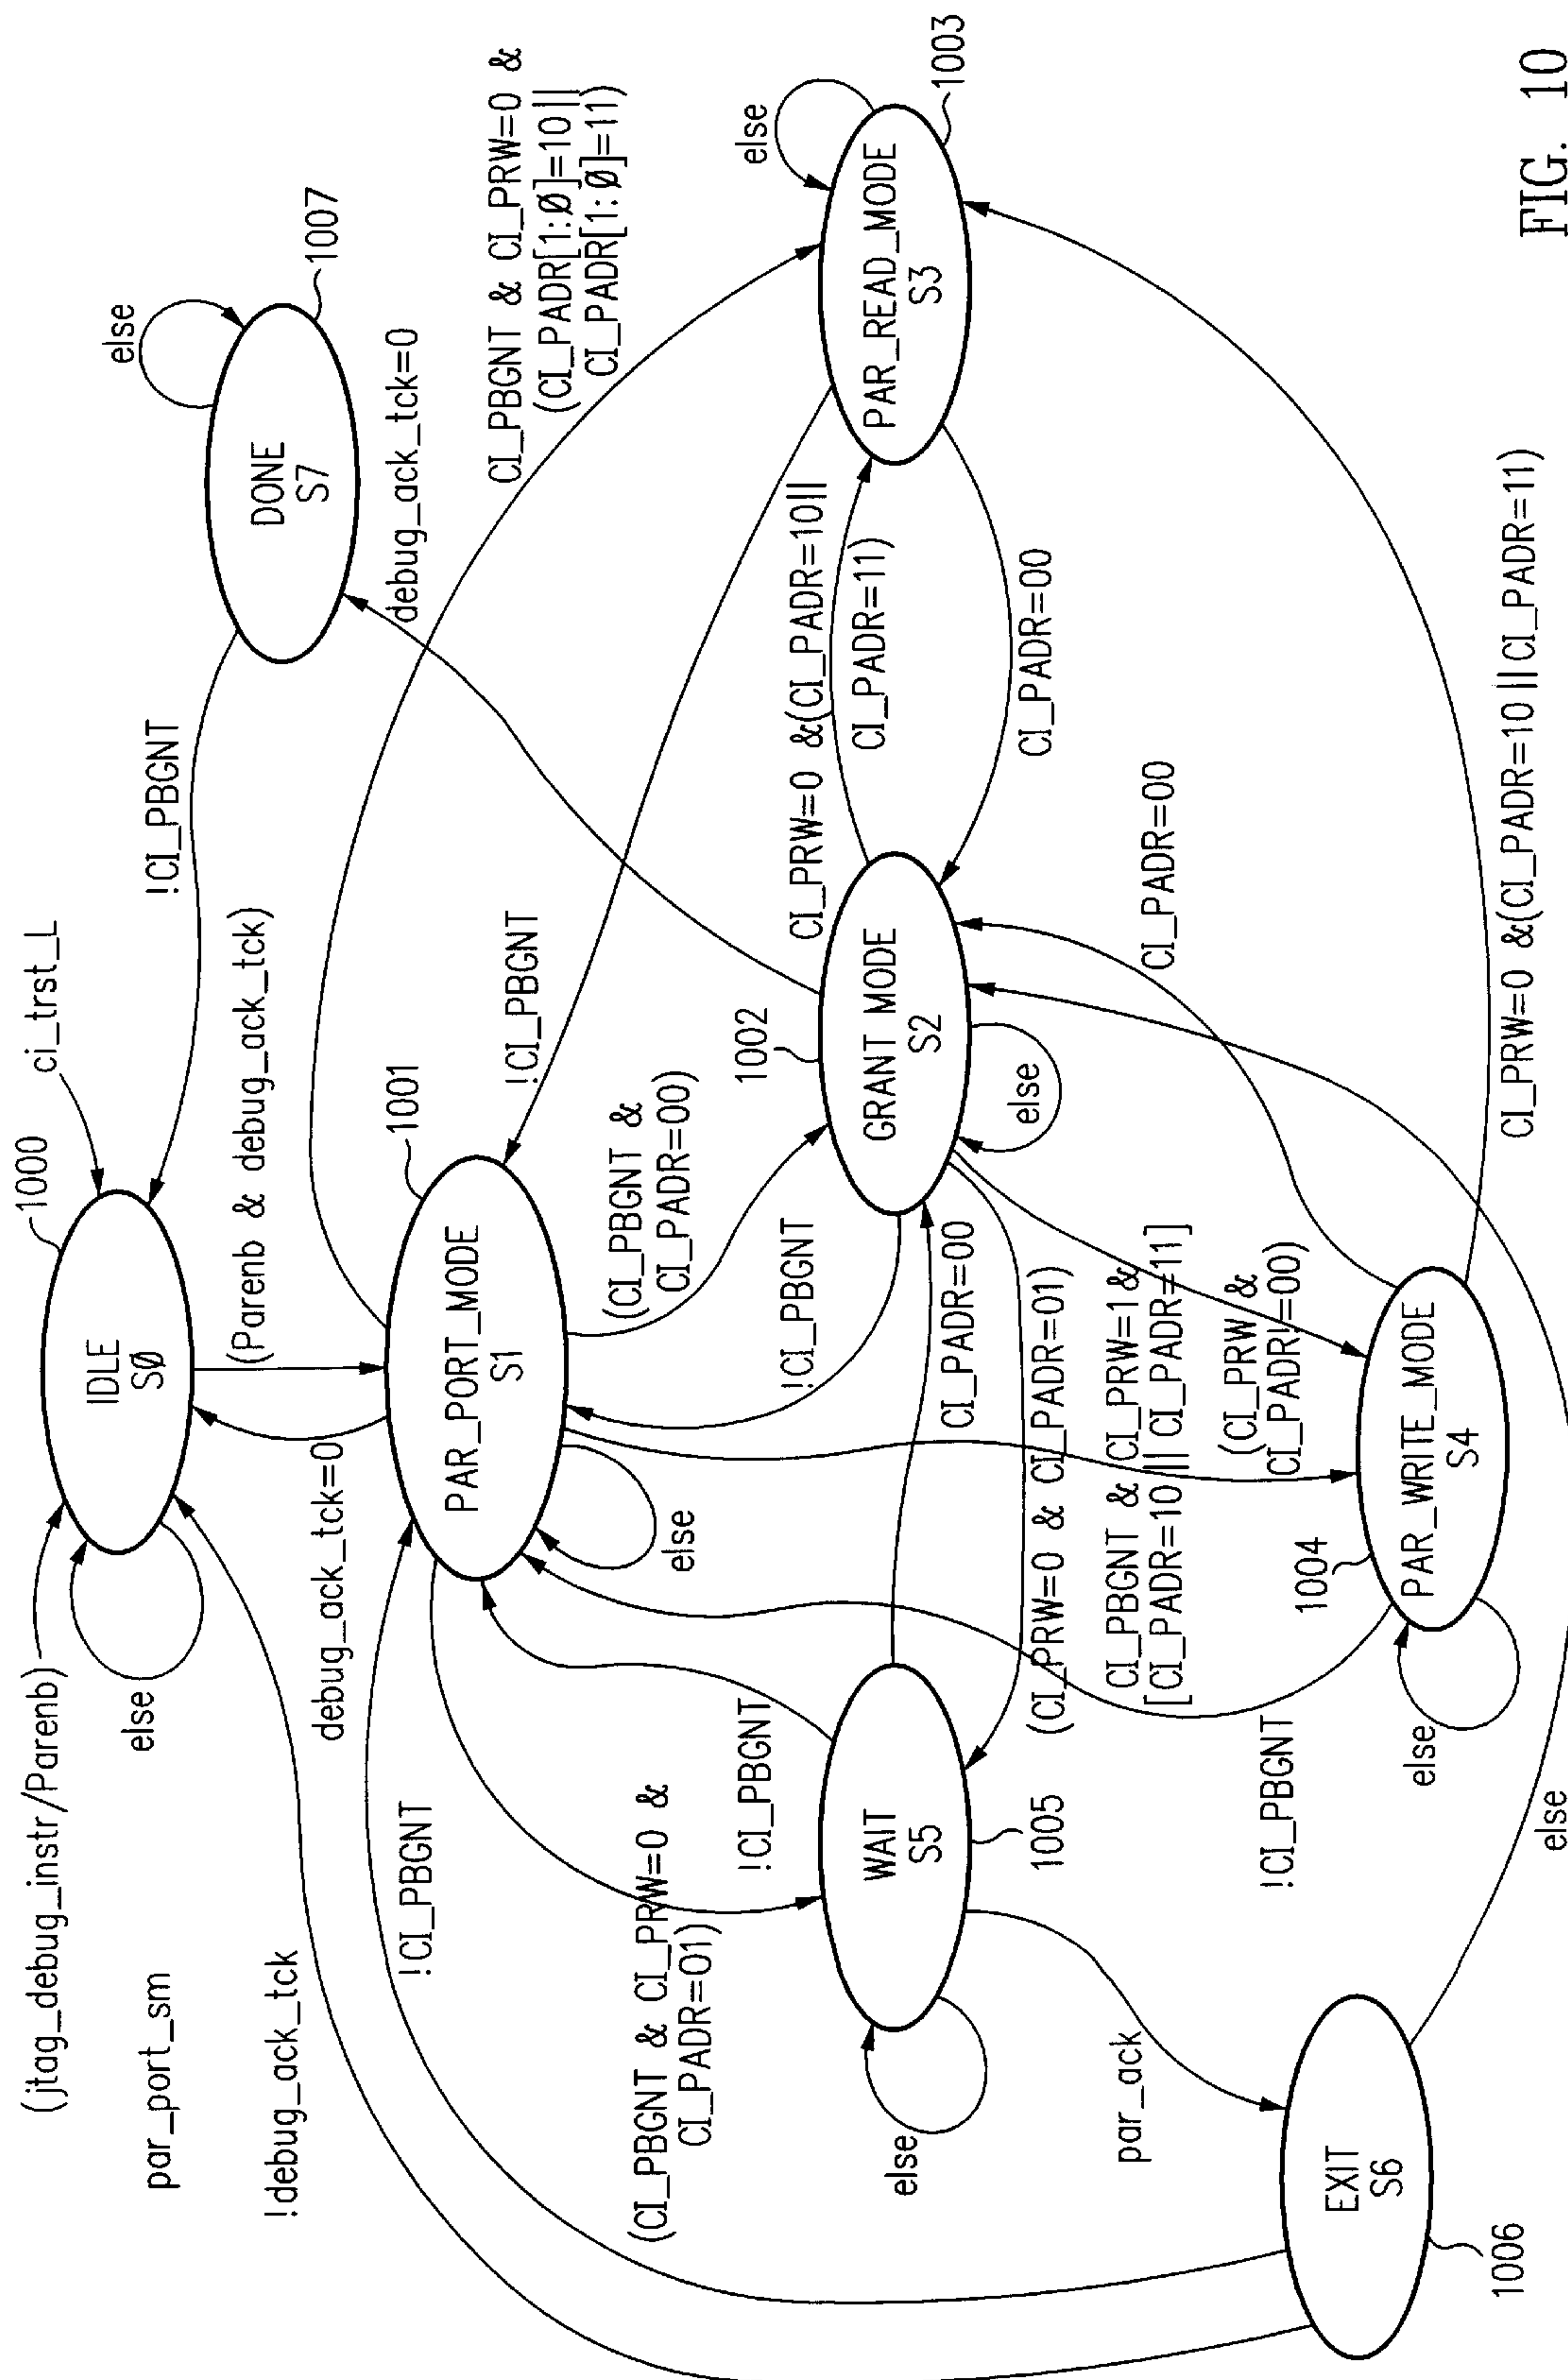 (jtag_debug_instr/Parenb)
par_port_sm
!debug_ack_tck
else
1000
IDLE
SØ
ci_trst_L
!CI_PBGNT
DONE
S7
else
1007
debug_ack_tck=0
(Parenb & debug_ack_tck)
debug_ack_tck=0
!CI_PBGNT
1001
PAR_PORT_MODE
S1
else
CI_PBGNT & CI_PRW=0 &
(CI_PADR[1:Ø]=10||
CI_PADR[1:Ø]=11)
!CI_PBGNT
(CI_PBGNT &
CI_PADR=00)
!CI_PBGNT
(CI_PBGNT & CI_PRW=0 &
CI_PADR=01)
!CI_PBGNT
WAIT
S5
1005
else
CI_PADR=00
1002
GRANT MODE
S2
else
CI_PRW=0 &(CI_PADR=10||
CI_PADR=11)
CI_PADR=00
PAR_READ_MODE
S3
else
1003
(CI_PRW=0 & CI_PADR=01)
CI_PBGNT & CI_PRW=1&
[CI_PADR=10 || CI_PADR=11]
(CI_PRW &
CI_PADR!=00)
CI_PADR=00
par_ack
!CI_PBGNT
1004
PAR_WRITE_MODE
S4
else
EXIT
S6
1006
else
CI_PRW=0 &(CI_PADR=10||CI_PADR=11)
FIG. 10